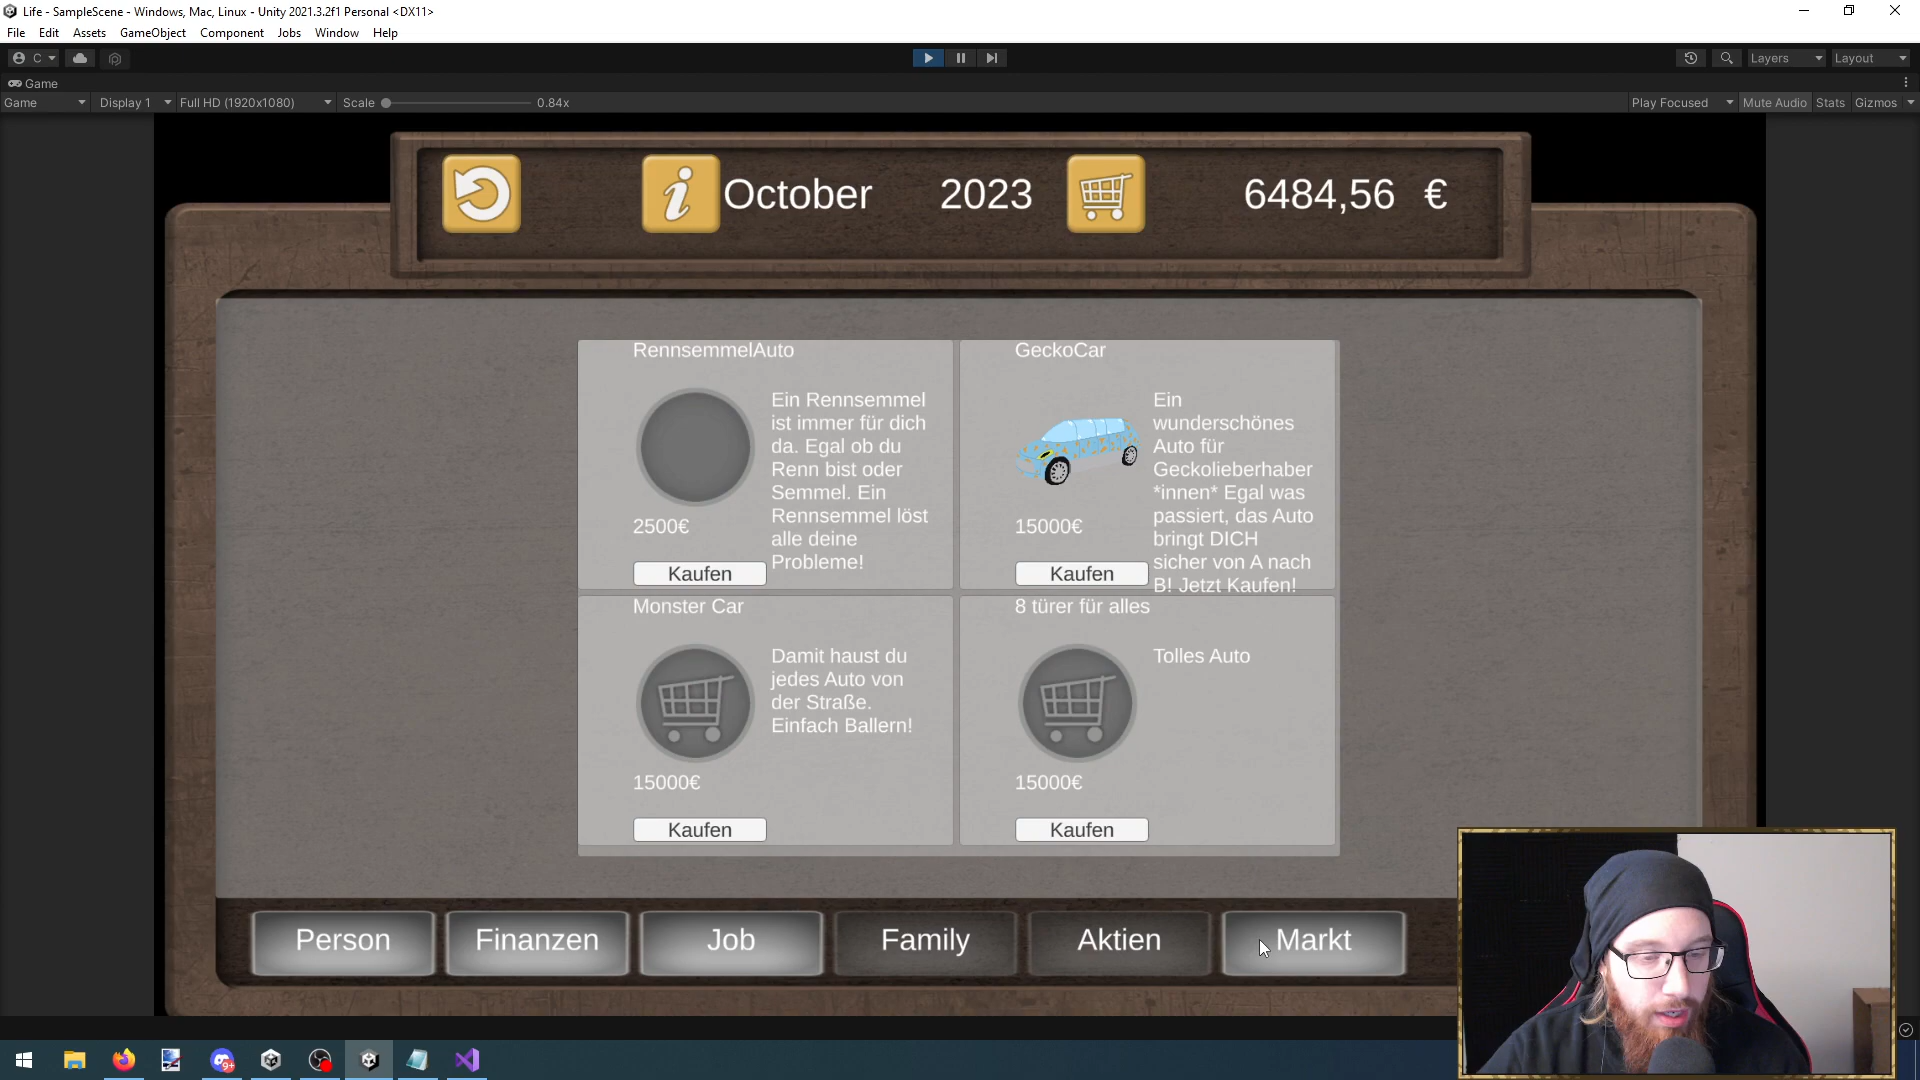 Life - SampleScene - Windows, Mac, Linux - Unity 2021.3.2f1 Personal <DX11>
File Edit Assets GameObject Component Jobs Window Help
C Layers Layout
Game
Game Display 1 Full HD (1920x1080) Scale 0.84x Play Focused Mute Audio Stats Gizmos
October 2023 6484,56 €
RennsemmelAuto
Ein Rennsemmel
ist immer für dich
da. Egal ob du
Renn bist oder
Semmel. Ein
Rennsemmel löst
alle deine
Probleme!
2500€
Kaufen
GeckoCar
Ein
wunderschönes
Auto für
Geckolieberhaber
*innen* Egal was
passiert, das Auto
bringt DICH
sicher von A nach
B! Jetzt Kaufen!
15000€
Kaufen
Monster Car
Damit haust du
jedes Auto von
der Straße.
Einfach Ballern!
15000€
Kaufen
8 türer für alles
Tolles Auto
15000€
Kaufen
Person Finanzen Job Family Aktien Markt
9+